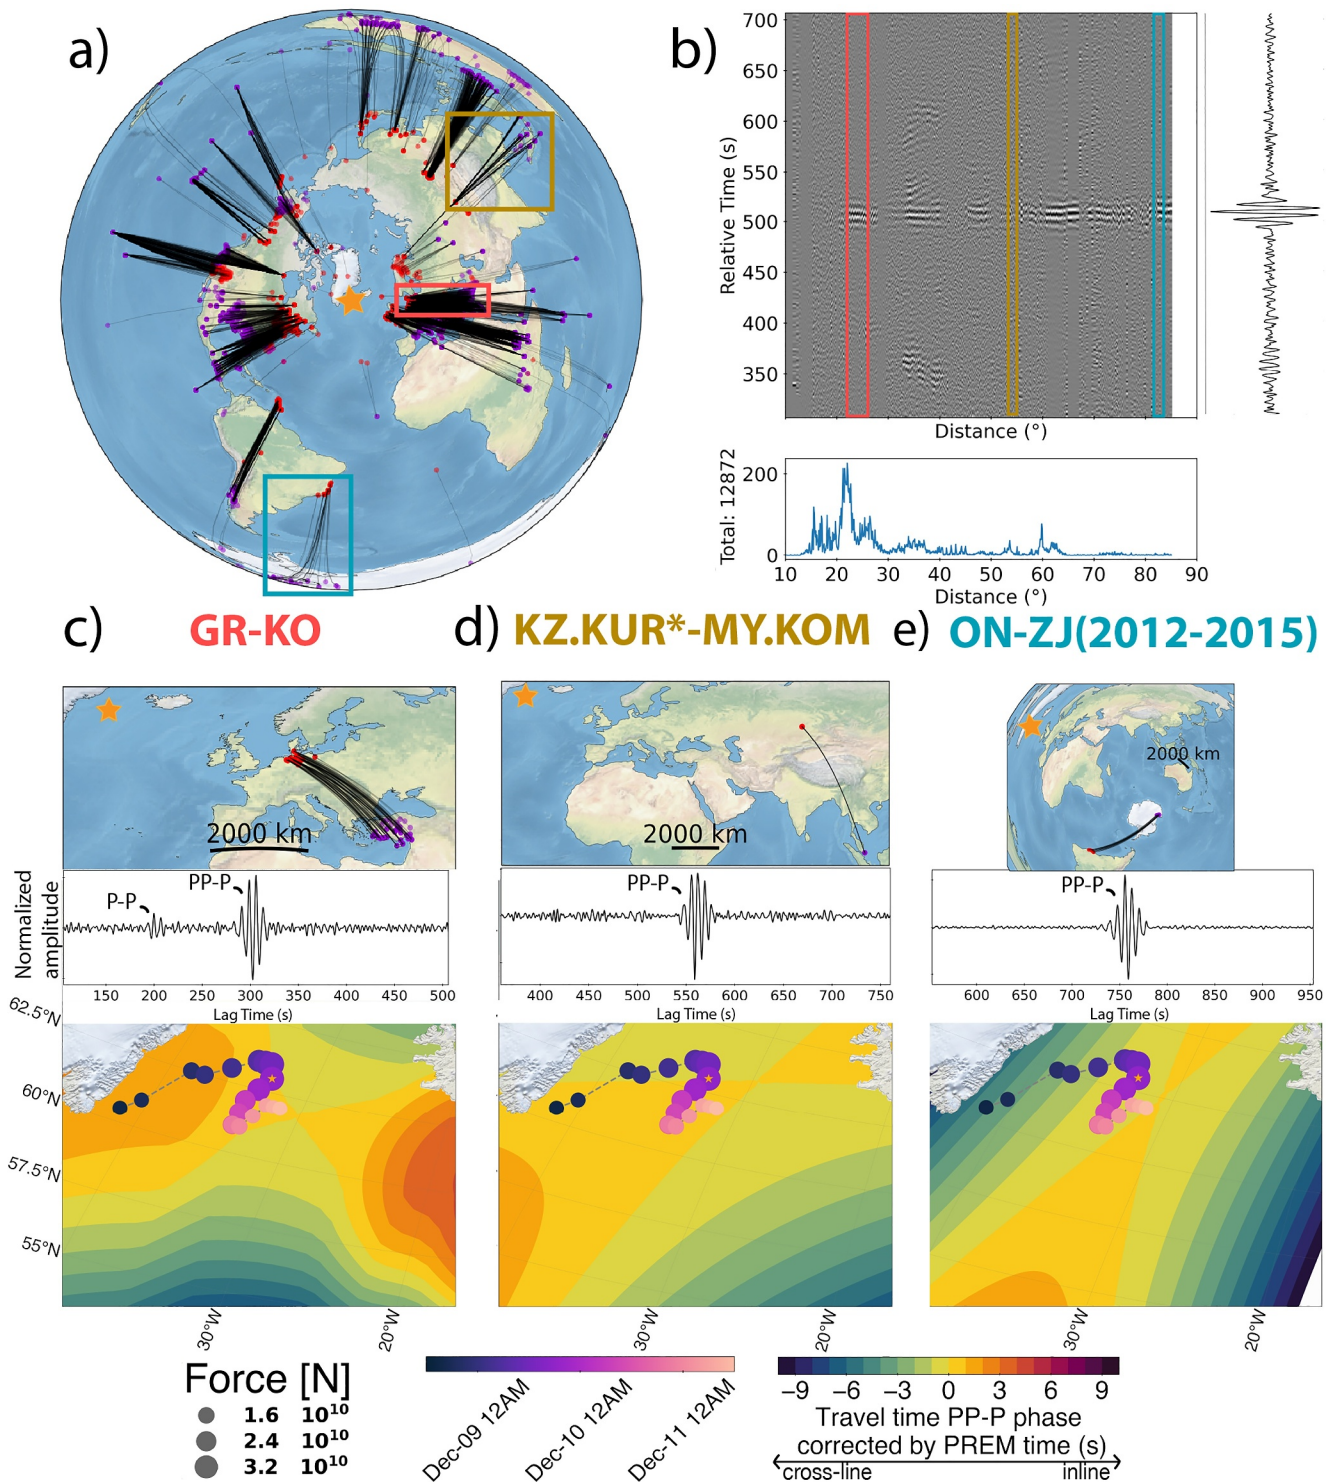 a)
b)
700
650
600
550
500
450
400
350
Relative Time (s)
Distance (°)
Total: 12872
200
0
10 20 30 40 50 60 70 80 90
Distance (°)
c) GR-KO
d) KZ.KUR*-MY.KOM
e) ON-ZJ(2012-2015)
2000 km
2000 km
2000 km
Normalized
amplitude
P-P
PP-P
PP-P
PP-P
150 200 250 300 350 400 450 500
400 450 500 550 600 650 700 750
600 650 700 750 800 850 900 950
Lag Time (s)
Lag Time (s)
Lag Time (s)
62.5°N
60°N
57.5°N
55°N
30°W
20°W
30°W
20°W
30°W
20°W
Force [N]
1.6 10¹⁰
2.4 10¹⁰
3.2 10¹⁰
Dec-09 12AM
Dec-10 12AM
Dec-11 12AM
−9 −6 −3 0 3 6 9
Travel time PP-P phase
corrected by PREM time (s)
cross-line inline